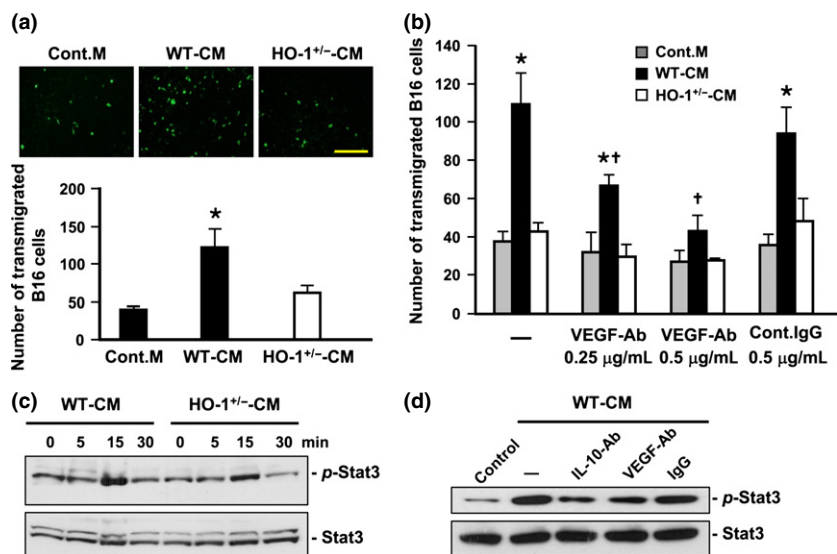 (a)
Cont.M WT-CM HO-1+/−-CM
Number of transmigrated
B16 cells
200
150
100
50
0
*
Cont.M WT-CM HO-1+/−-CM
(b)
Number of transmigrated B16 cells
140
120
100
80
60
40
20
0
Cont.M
WT-CM
HO-1+/−-CM
* *† † *
— VEGF-Ab VEGF-Ab Cont.IgG
0.25 μg/mL 0.5 μg/mL 0.5 μg/mL
(c)
WT-CM HO-1+/−-CM
0 5 15 30 0 5 15 30 min
- p-Stat3
- Stat3
(d)
WT-CM
Control — IL-10-Ab VEGF-Ab IgG
- p-Stat3
- Stat3